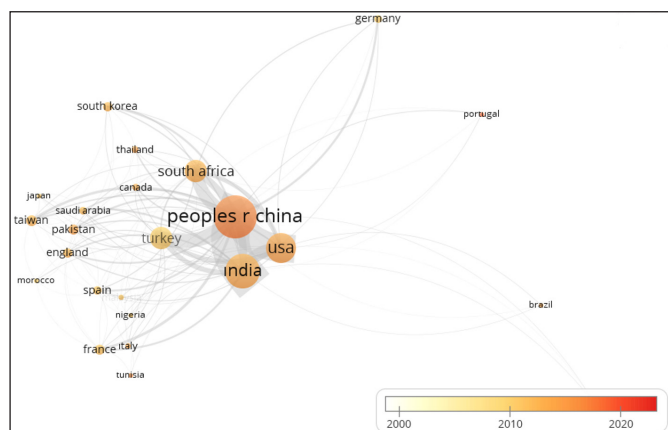 germany
portugal
south korea
thailand
south africa
canada
japan
saudi arabia
peoples r china
taiwan
pakistan
turkey
usa
england
india
morocco
spain
brazil
nigeria
france
italy
tunisia
2000 2010 2020